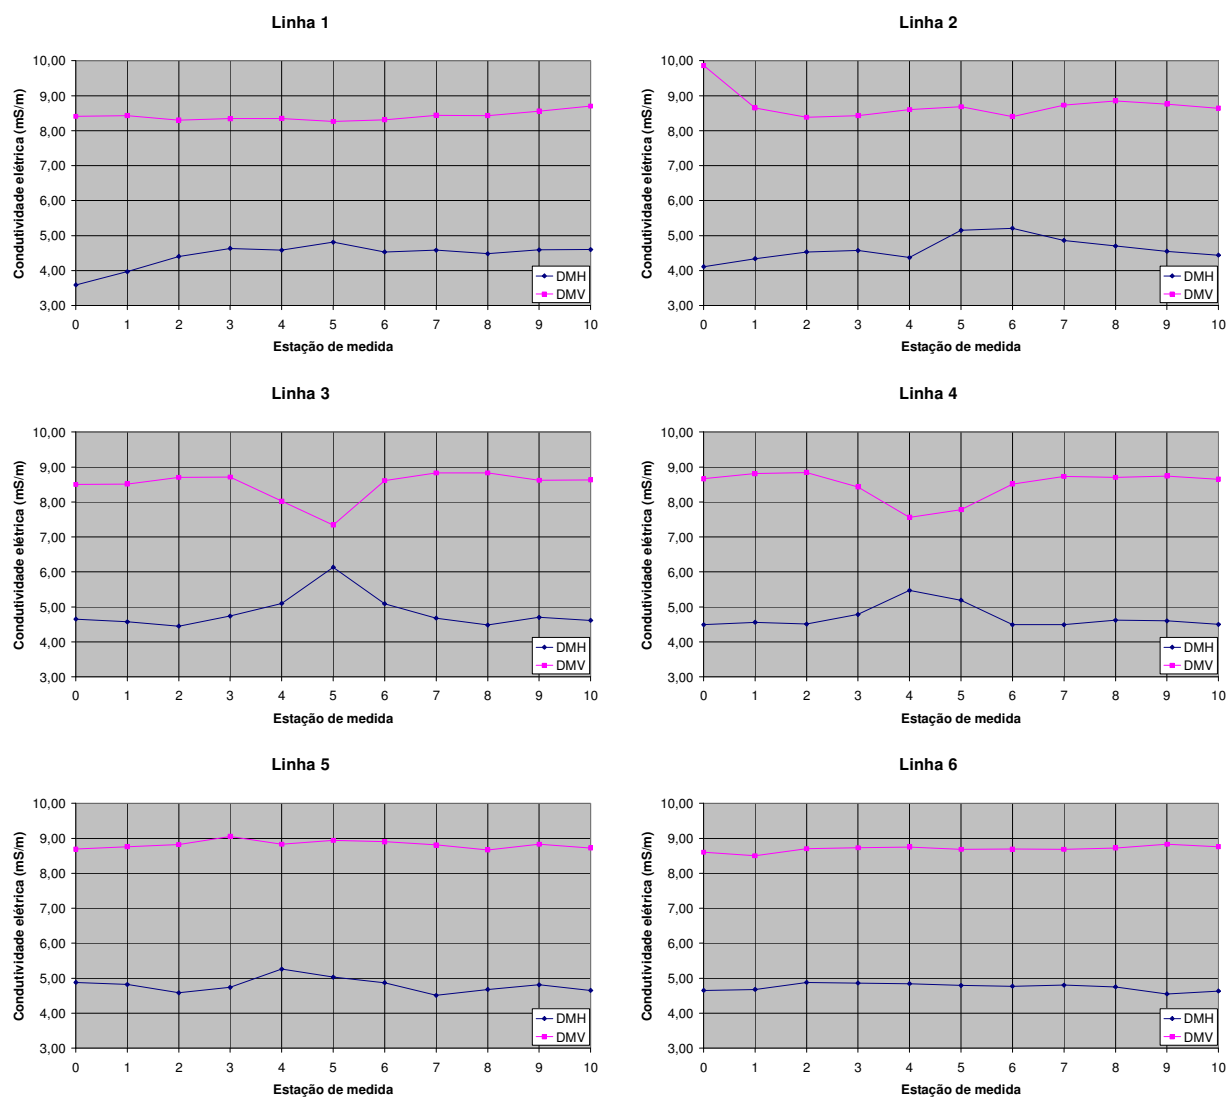 Linha 1
Condutividade elétrica (mS/m)
10,00
9,00
8,00
7,00
6,00
5,00
4,00
3,00
0 1 2 3 4 5 6 7 8 9 10
Estação de medida
DMH
DMV
Linha 2
Condutividade elétrica (mS/m)
10,00
9,00
8,00
7,00
6,00
5,00
4,00
3,00
0 1 2 3 4 5 6 7 8 9 10
Estação de medida
DMH
DMV
Linha 3
Condutividade elétrica (mS/m)
10,00
9,00
8,00
7,00
6,00
5,00
4,00
3,00
0 1 2 3 4 5 6 7 8 9 10
Estação de medida
DMH
DMV
Linha 4
Condutividade elétrica (mS/m)
10,00
9,00
8,00
7,00
6,00
5,00
4,00
3,00
0 1 2 3 4 5 6 7 8 9 10
Estação de medida
DMH
DMV
Linha 5
Condutividade elétrica (mS/m)
10,00
9,00
8,00
7,00
6,00
5,00
4,00
3,00
0 1 2 3 4 5 6 7 8 9 10
Estação de medida
DMH
DMV
Linha 6
Condutividade elétrica (mS/m)
10,00
9,00
8,00
7,00
6,00
5,00
4,00
3,00
0 1 2 3 4 5 6 7 8 9 10
Estação de medida
DMH
DMV